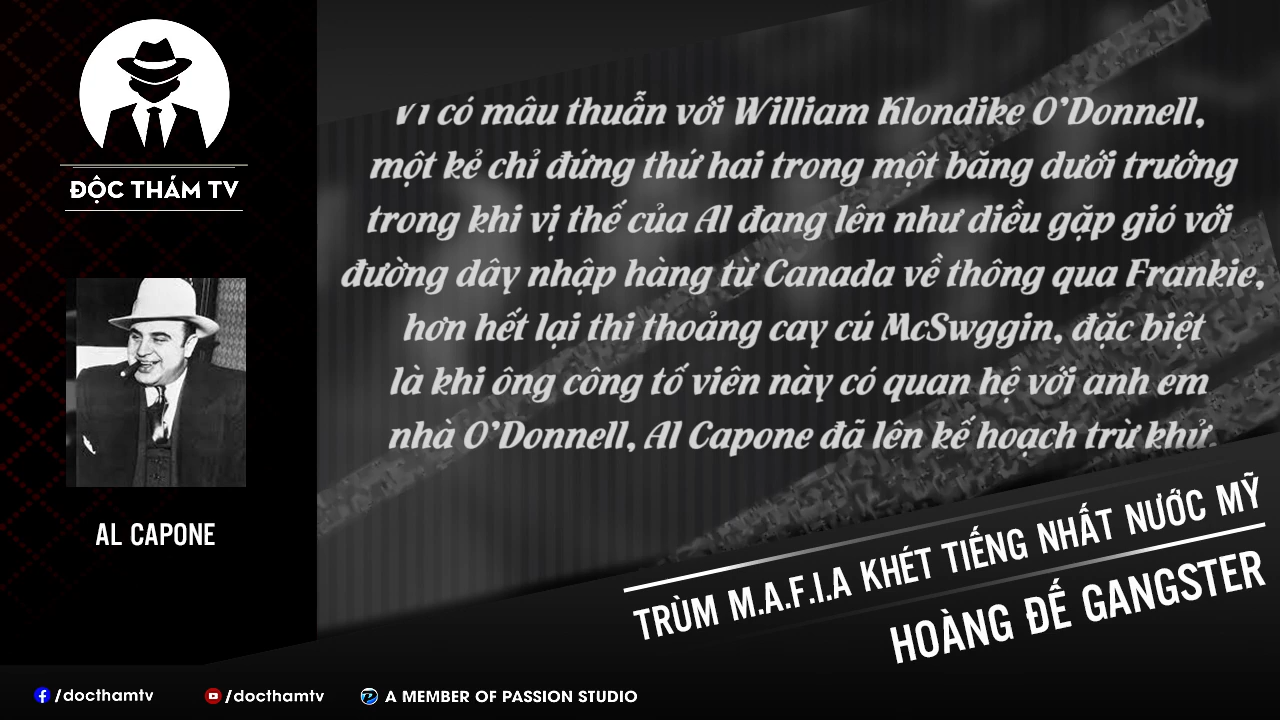 ĐỘC THÁM TV
AL CAPONE
Vì có mâu thuẫn với William Klondike O'Donnell,
một kẻ chỉ đứng thứ hai trong một băng dưới trướng
trong khi vị thế của Al đang lên như diều gặp gió với
đường dây nhập hàng từ Canada về thông qua Frankie,
hơn hết lại thi thoảng cay cú McSwggin, đặc biệt
là khi ông công tố viên này có quan hệ với anh em
nhà O'Donnell, Al Capone đã lên kế hoạch trừ khử.
TRÙM M.A.F.I.A KHÉT TIẾNG NHẤT NƯỚC MỸ
HOÀNG ĐẾ GANGSTER
/docthamtv
/docthamtv
A MEMBER OF PASSION STUDIO